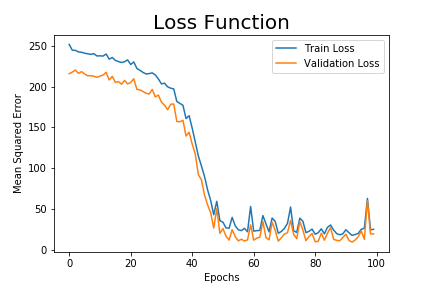 Loss Function
Train Loss
Validation Loss
Mean Squared Error
250
200
150
100
50
0
0 20 40 60 80 100
Epochs